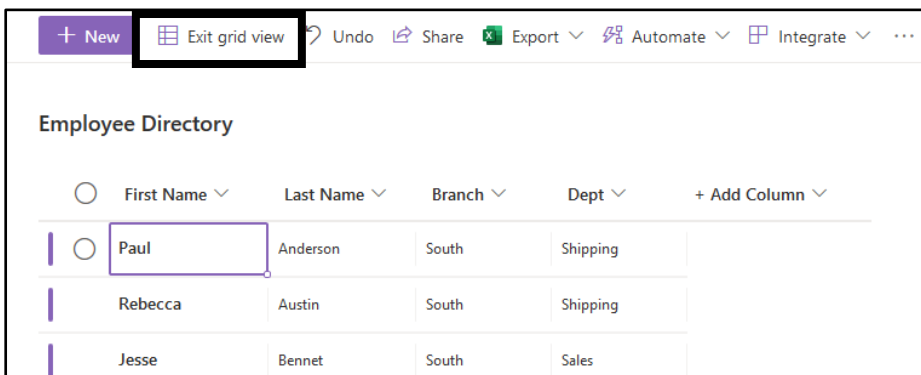 + New Exit grid view Undo Share Export Automate Integrate ...
Employee Directory
First Name Last Name Branch Dept + Add Column
Paul Anderson South Shipping
Rebecca Austin South Shipping
Jesse Bennet South Sales